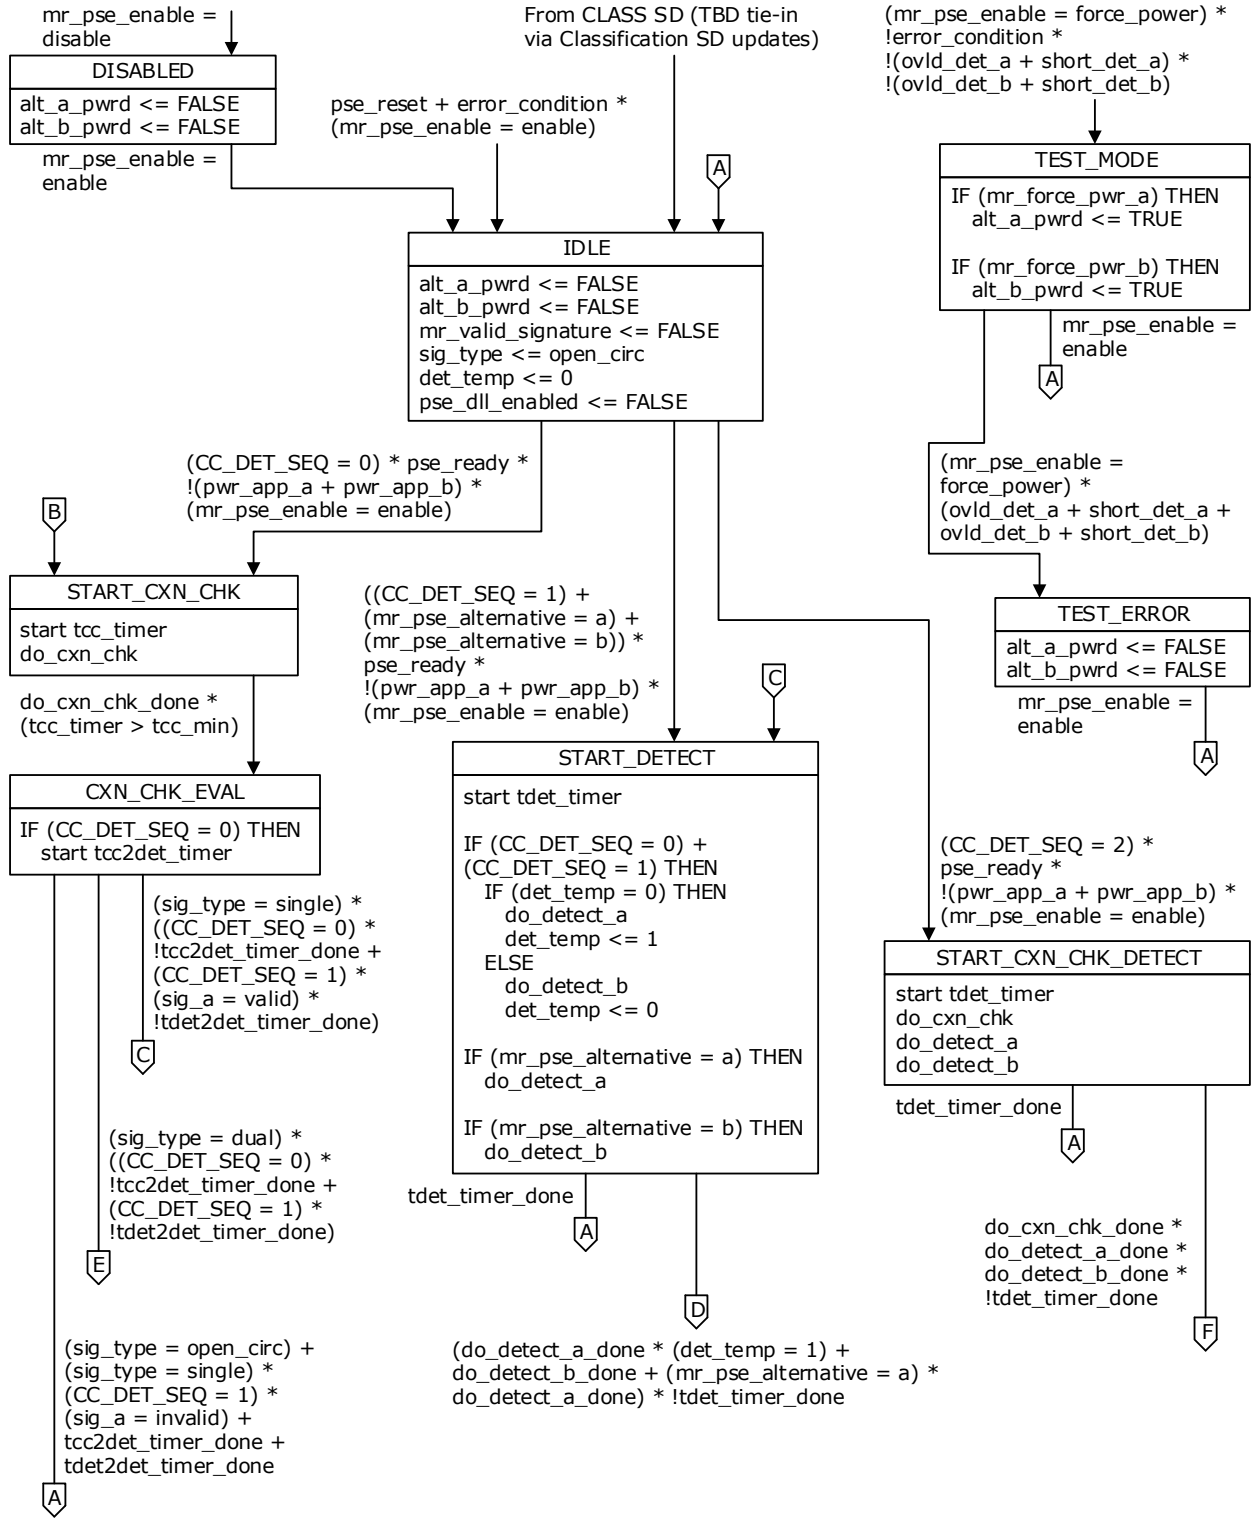 mr_pse_enable =
disable
DISABLED
alt_a_pwrd <= FALSE
alt_b_pwrd <= FALSE
mr_pse_enable =
enable
From CLASS SD (TBD tie-in
via Classification SD updates)
pse_reset + error_condition *
(mr_pse_enable = enable)
A
IDLE
alt_a_pwrd <= FALSE
alt_b_pwrd <= FALSE
mr_valid_signature <= FALSE
sig_type <= open_circ
det_temp <= 0
pse_dll_enabled <= FALSE
(mr_pse_enable = force_power) *
!error_condition *
!(ovld_det_a + short_det_a) *
!(ovld_det_b + short_det_b)
TEST_MODE
IF (mr_force_pwr_a) THEN
alt_a_pwrd <= TRUE
IF (mr_force_pwr_b) THEN
alt_b_pwrd <= TRUE
mr_pse_enable =
enable
A
(mr_pse_enable =
force_power) *
(ovld_det_a + short_det_a +
ovld_det_b + short_det_b)
TEST_ERROR
alt_a_pwrd <= FALSE
alt_b_pwrd <= FALSE
mr_pse_enable =
enable
A
(CC_DET_SEQ = 0) * pse_ready *
!(pwr_app_a + pwr_app_b) *
(mr_pse_enable = enable)
B
START_CXN_CHK
start tcc_timer
do_cxn_chk
do_cxn_chk_done *
(tcc_timer > tcc_min)
CXN_CHK_EVAL
IF (CC_DET_SEQ = 0) THEN
start tcc2det_timer
(sig_type = single) *
((CC_DET_SEQ = 0) *
!tcc2det_timer_done +
(CC_DET_SEQ = 1) *
(sig_a = valid) *
!tdet2det_timer_done)
C
(sig_type = dual) *
((CC_DET_SEQ = 0) *
!tcc2det_timer_done +
(CC_DET_SEQ = 1) *
!tdet2det_timer_done)
E
(sig_type = open_circ) +
(sig_type = single) *
(CC_DET_SEQ = 1) *
(sig_a = invalid) +
tcc2det_timer_done +
tdet2det_timer_done
A
((CC_DET_SEQ = 1) +
(mr_pse_alternative = a) +
(mr_pse_alternative = b)) *
pse_ready *
!(pwr_app_a + pwr_app_b) *
(mr_pse_enable = enable)
C
START_DETECT
start tdet_timer
IF (CC_DET_SEQ = 0) +
(CC_DET_SEQ = 1) THEN
IF (det_temp = 0) THEN
do_detect_a
det_temp <= 1
ELSE
do_detect_b
det_temp <= 0
IF (mr_pse_alternative = a) THEN
do_detect_a
IF (mr_pse_alternative = b) THEN
do_detect_b
tdet_timer_done
A
D
(do_detect_a_done * (det_temp = 1) +
do_detect_b_done + (mr_pse_alternative = a) *
do_detect_a_done) * !tdet_timer_done
(CC_DET_SEQ = 2) *
pse_ready *
!(pwr_app_a + pwr_app_b) *
(mr_pse_enable = enable)
START_CXN_CHK_DETECT
start tdet_timer
do_cxn_chk
do_detect_a
do_detect_b
tdet_timer_done
A
do_cxn_chk_done *
do_detect_a_done *
do_detect_b_done *
!tdet_timer_done
F